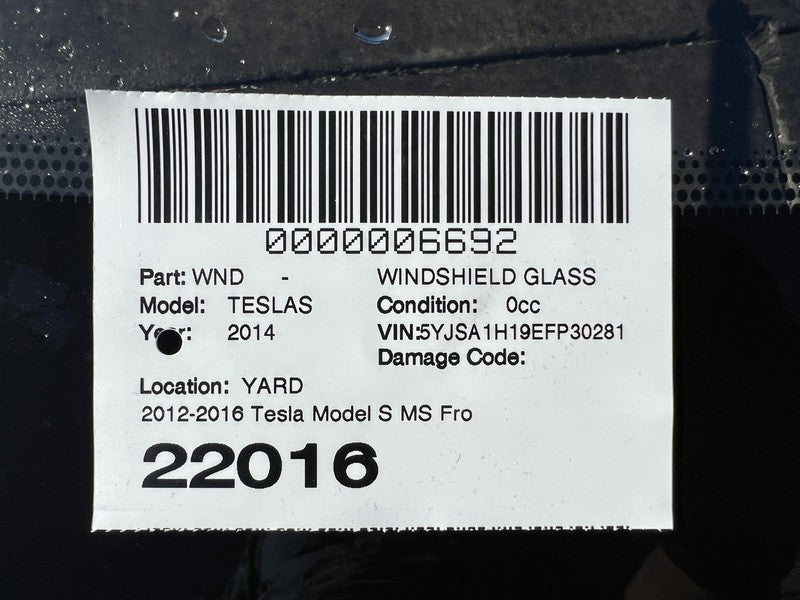 0000006692
Part: WND - WINDSHIELD GLASS
Model: TESLAS Condition: 0cc
Year: 2014 VIN:5YJSA1H19EFP30281
Damage Code:
Location: YARD
2012-2016 Tesla Model S MS Fro
22016